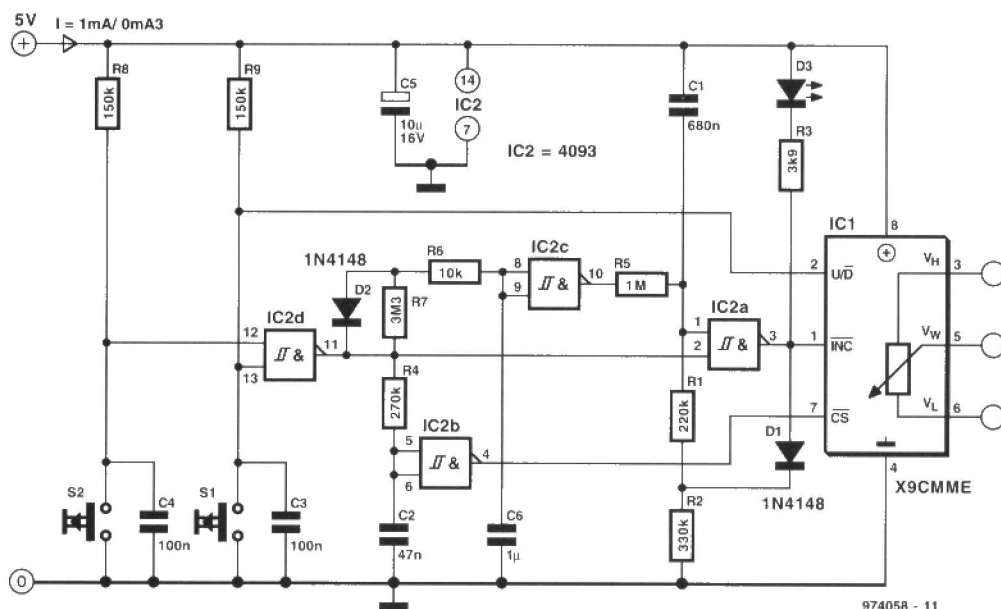 5V
I = 1mA/ 0mA3
+
R8
150k
R9
150k
C5
10µ
16V
14
IC2
7
IC2 = 4093
C1
680n
D3
R3
3k9
IC1
8
+
2
U/D̅
VH
3
1
I̅N̅C̅
VW
5
7
C̅S̅
VL
6
4
X9CMME
1N4148
D2
R6
10k
R7
3M3
IC2c
8
9
&
10
R5
1M
IC2d
12
13
&
11
R4
270k
IC2a
1
2
&
3
R1
220k
IC2b
5
6
&
4
D1
1N4148
R2
330k
S2
C4
100n
S1
C3
100n
C2
47n
C6
1µ
0
974058 - 11